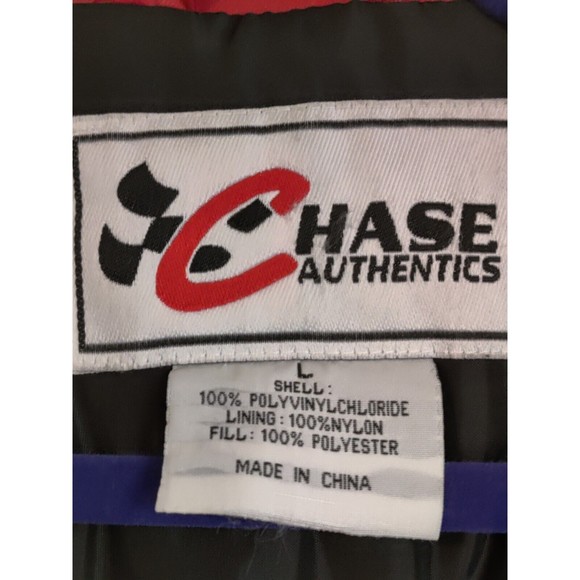 CHASE
AUTHENTICS
L
SHELL:
100% POLYVINYLCHLORIDE
LINING: 100%NYLON
FILL: 100% POLYESTER
MADE IN CHINA